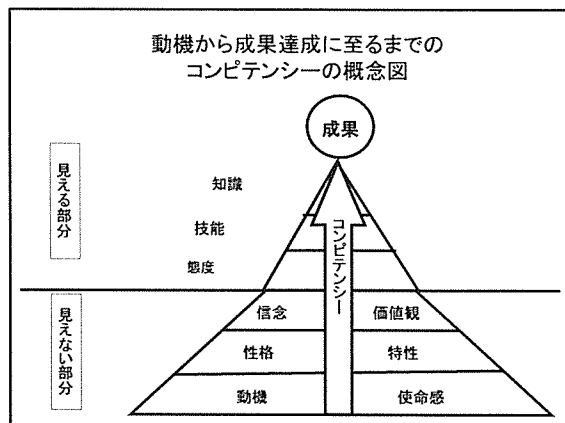 動機から成果達成に至るまでの
コンピテンシーの概念図
成果
見える部分
知識
技能
態度
コンピテンシー
見えない部分
信念
価値観
性格
特性
動機
使命感